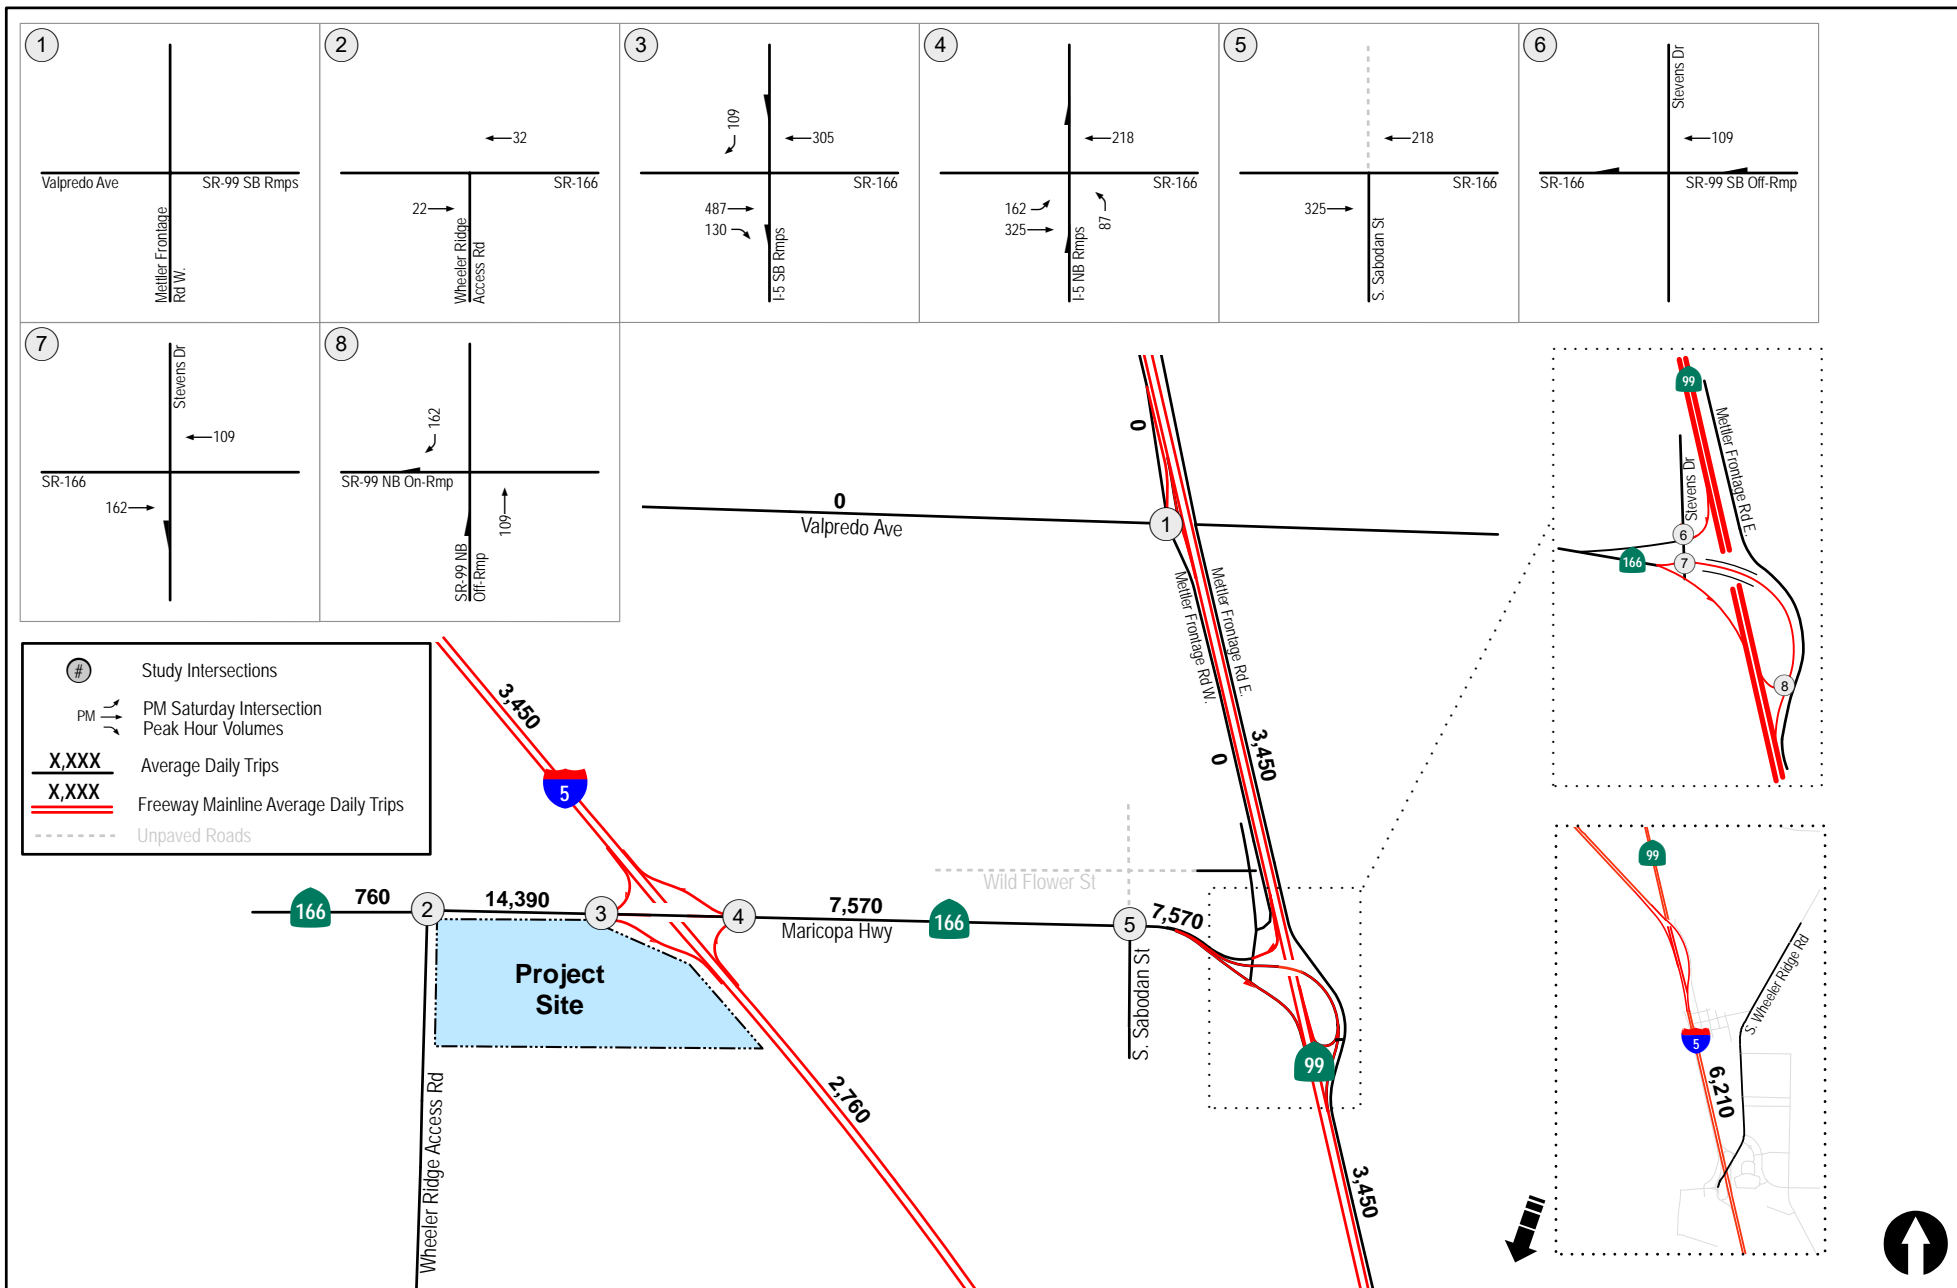 1
Valpredo Ave
SR-99 SB Rmps
Mettler Frontage
Rd W.
2
32
SR-166
22
Wheeler Ridge
Access Rd
3
109
305
SR-166
487
130
I-5 SB Rmps
4
218
SR-166
162
325
87
I-5 NB Rmps
5
218
SR-166
325
S. Sabodan St
6
Stevens Dr
109
SR-166
SR-99 SB Off-Rmp
7
Stevens Dr
109
SR-166
162
8
162
SR-99 NB On-Rmp
109
SR-99 NB
Off-Rmp
# Study Intersections
PM PM Saturday Intersection
Peak Hour Volumes
X,XXX Average Daily Trips
X,XXX Freeway Mainline Average Daily Trips
Unpaved Roads
0
0
Valpredo Ave
1
Mettler Frontage Rd W.
Mettler Frontage Rd E.
3,450
0
3,450
5
Wild Flower St
166
760
2
14,390
3
4
7,570
Maricopa Hwy
166
5
7,570
Project
Site
S. Sabodan St
99
Wheeler Ridge Access Rd
2,760
3,450
99
Mettler Frontage Rd E.
Stevens Dr
6
166
7
8
99
S. Wheeler Ridge Rd
5
6,210